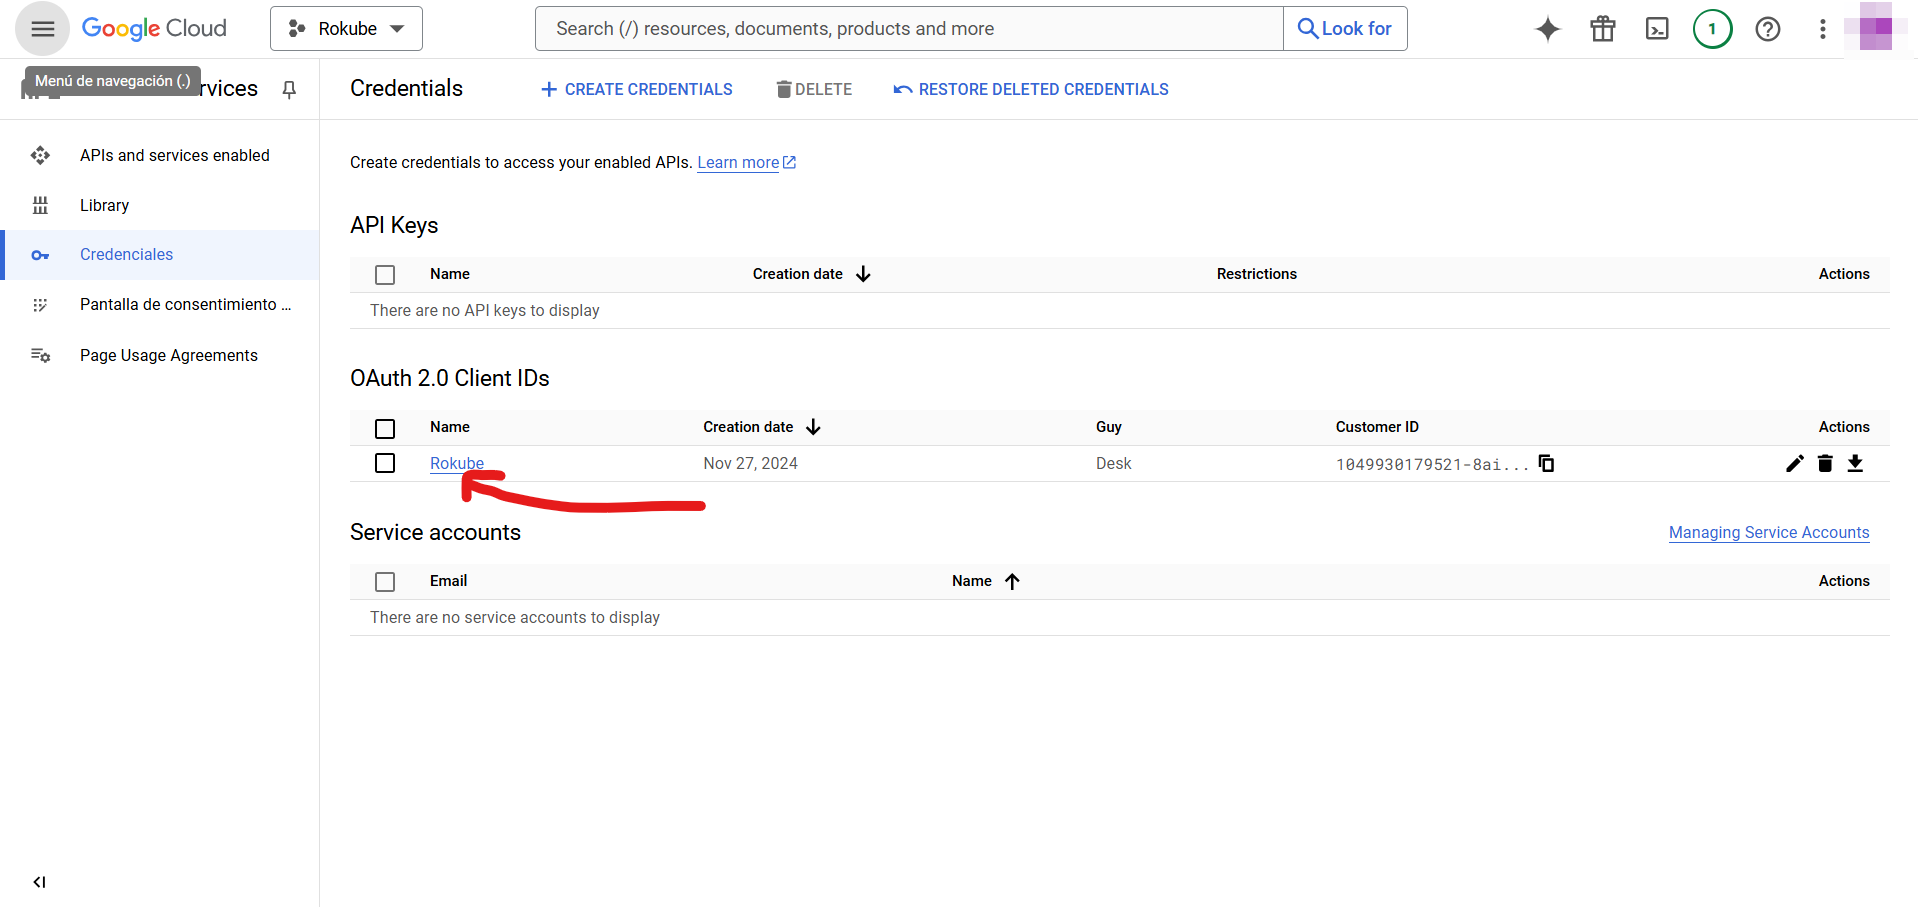 Google Cloud
Rokube
Search (/) resources, documents, products and more
Look for
1
Menú de navegación (.)
rvices
Credentials
CREATE CREDENTIALS
DELETE
RESTORE DELETED CREDENTIALS
APIs and services enabled
Library
Credenciales
Pantalla de consentimiento ...
Page Usage Agreements
Create credentials to access your enabled APIs. Learn more
API Keys
Name Creation date Restrictions Actions
There are no API keys to display
OAuth 2.0 Client IDs
Name Creation date Guy Customer ID Actions
Rokube Nov 27, 2024 Desk 1049930179521-8ai...
Service accounts
Managing Service Accounts
Email Name Actions
There are no service accounts to display